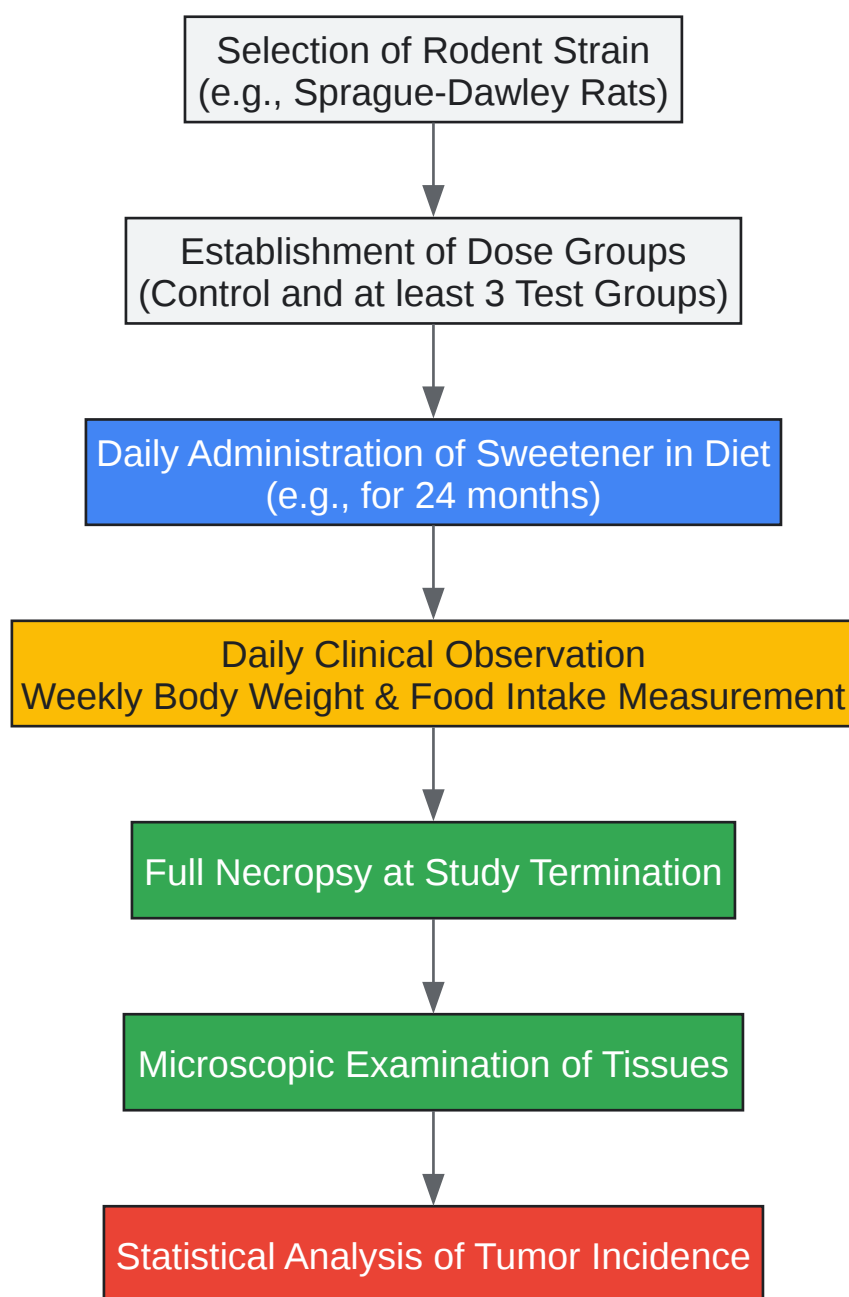 Selection of Rodent Strain
(e.g., Sprague-Dawley Rats)
Establishment of Dose Groups
(Control and at least 3 Test Groups)
Daily Administration of Sweetener in Diet
(e.g., for 24 months)
Daily Clinical Observation
Weekly Body Weight & Food Intake Measurement
Full Necropsy at Study Termination
Microscopic Examination of Tissues
Statistical Analysis of Tumor Incidence